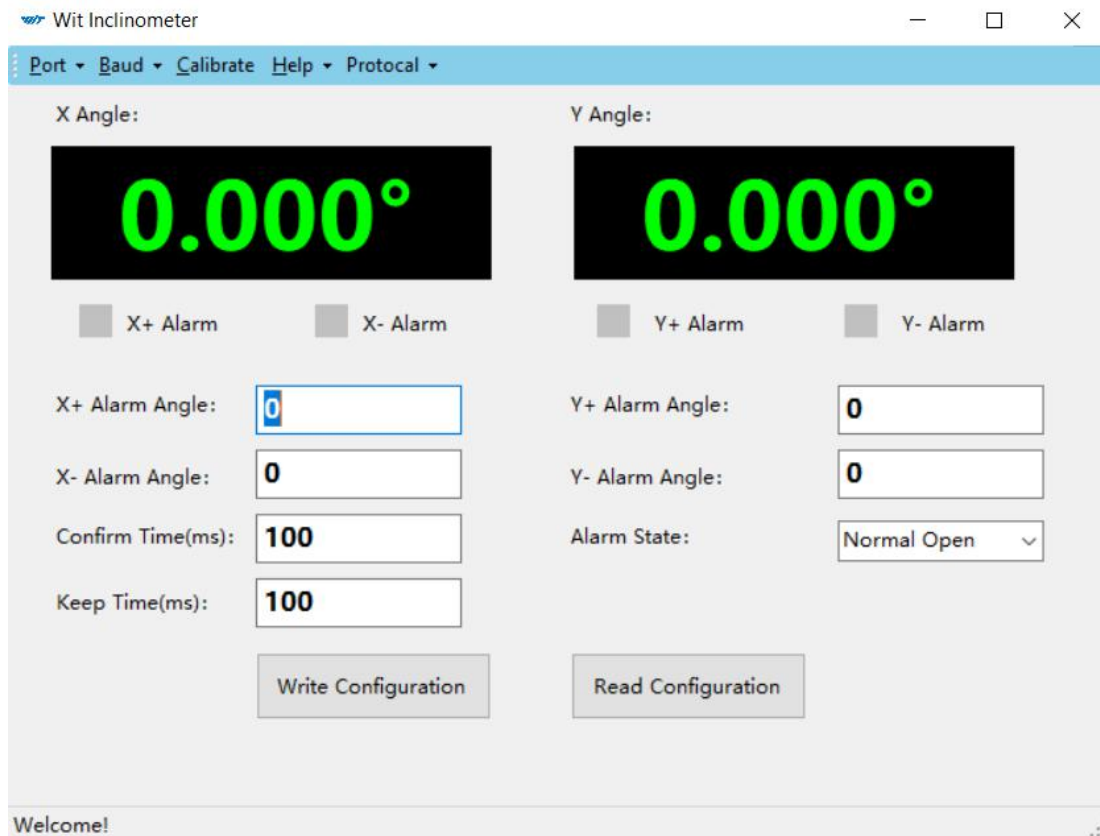 WIT Wit Inclinometer
Port Baud Calibrate Help Protocal
X Angle: Y Angle:
0.000° 0.000°
X+ Alarm X- Alarm Y+ Alarm Y- Alarm
X+ Alarm Angle: 0 Y+ Alarm Angle: 0
X- Alarm Angle: 0 Y- Alarm Angle: 0
Confirm Time(ms): 100 Alarm State: Normal Open
Keep Time(ms): 100
Write Configuration Read Configuration
Welcome!